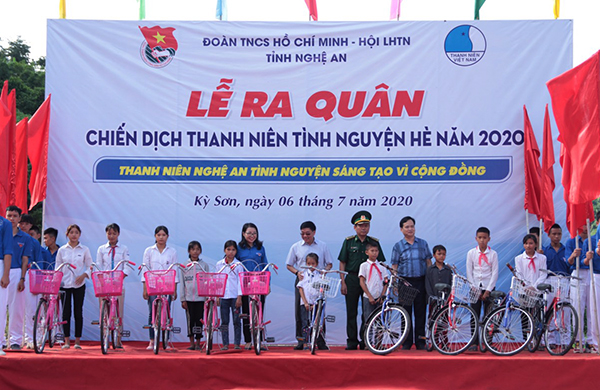 ĐOÀN TNCS HỒ CHÍ MINH - HỘI LHTN
TỈNH NGHỆ AN
THANH NIÊN
VIỆT NAM
LỄ RA QUÂN
CHIẾN DỊCH THANH NIÊN TÌNH NGUYỆN HÈ NĂM 2020
THANH NIÊN NGHỆ AN TÌNH NGUYỆN SÁNG TẠO VÌ CỘNG ĐỒNG
Kỳ Sơn, ngày 06 tháng 7 năm 2020